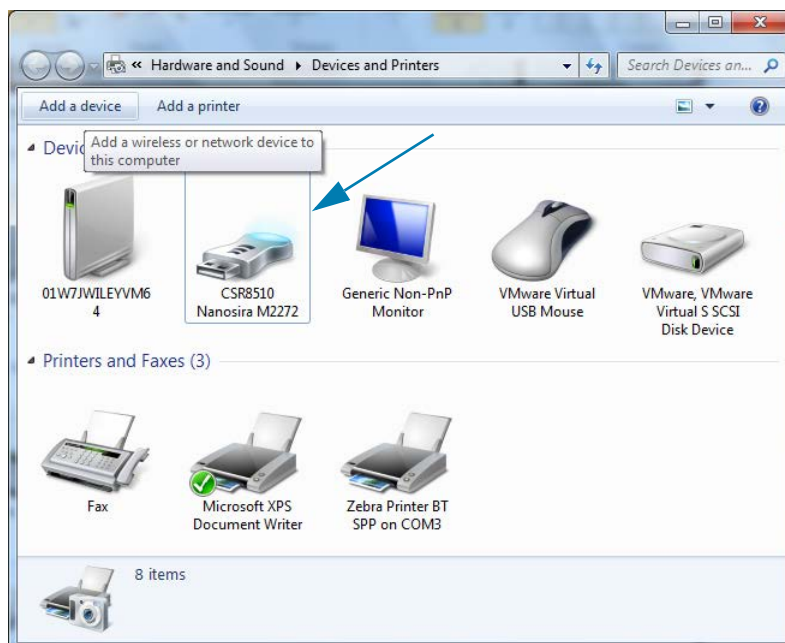 « Hardware and Sound ▸ Devices and Printers
Search Devices an...
Add a device
Add a printer
Add a wireless or network device to
this computer
Devic
01W7JWILEYVM6
4
CSR8510
Nanosira M2272
Generic Non-PnP
Monitor
VMware Virtual
USB Mouse
VMware, VMware
Virtual S SCSI
Disk Device
Printers and Faxes (3)
Fax
Microsoft XPS
Document Writer
Zebra Printer BT
SPP on COM3
8 items